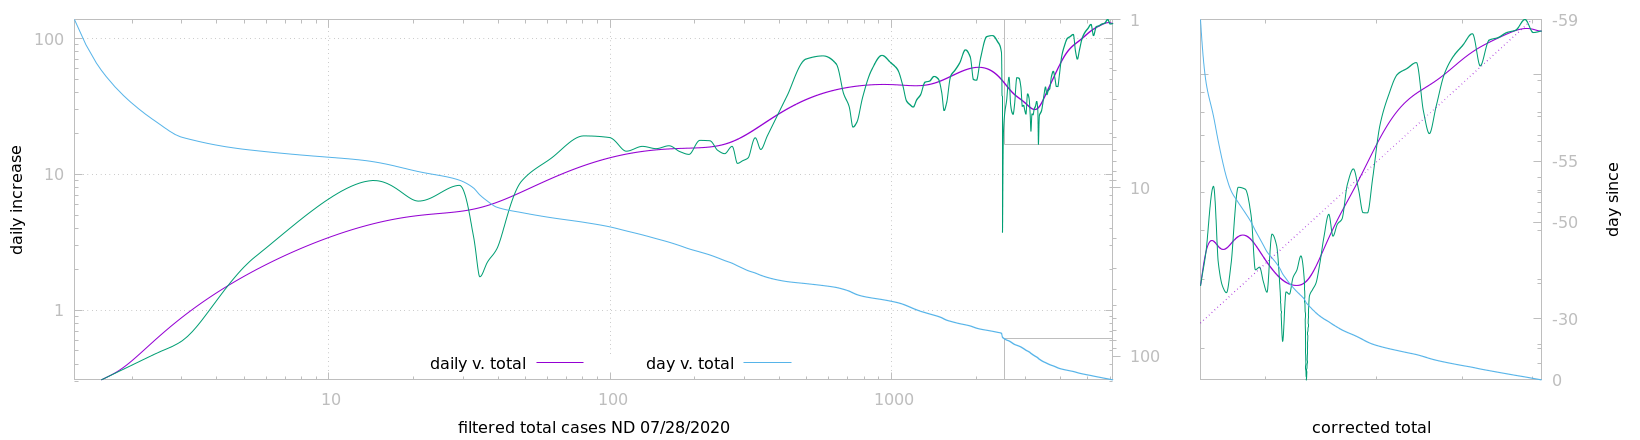 100
10
1
daily increase
1
10
100
daily v. total
day v. total
10
100
1000
filtered total cases ND 07/28/2020
-59
-55
-50
-30
0
day since
corrected total